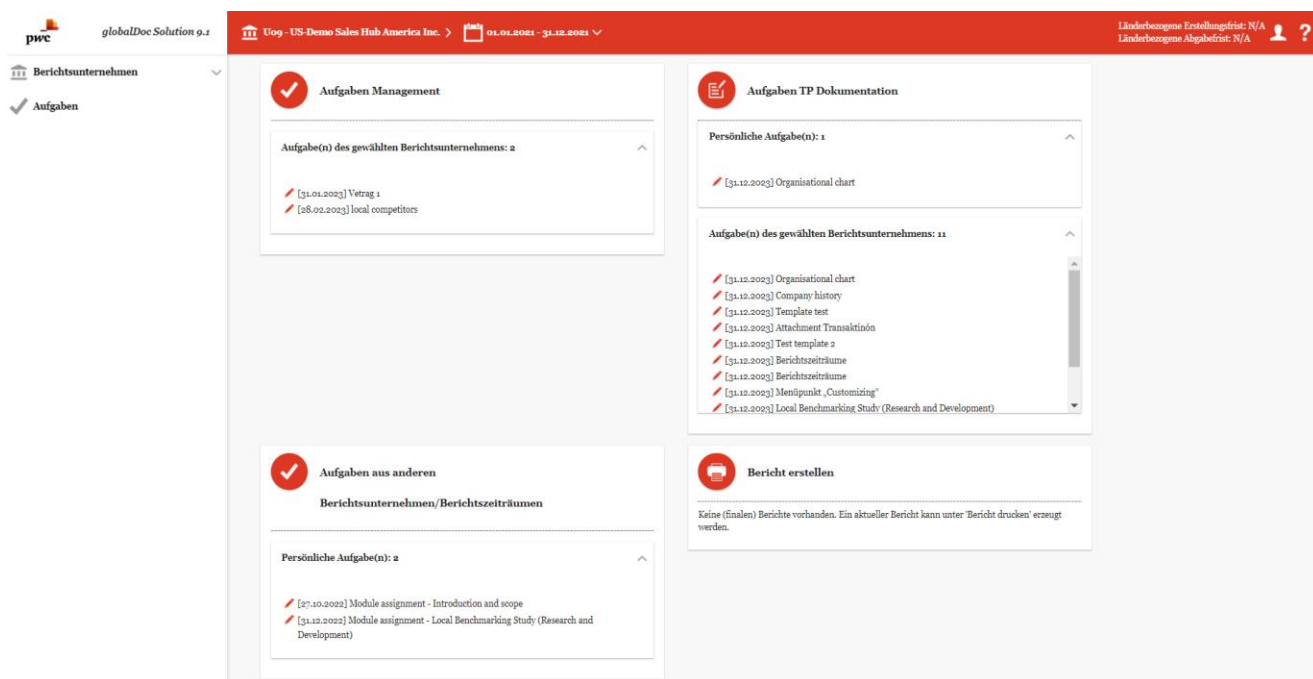 pwc
globalDoc Solution 9.1
U09 - US-Demo Sales Hub America Inc.
01.01.2021 - 31.12.2021
Länderbezogene Erstellungsfrist: N/A
Länderbezogene Abgabefrist: N/A
?
Berichtsunternehmen
Aufgaben
Aufgaben Management
Aufgabe(n) des gewählten Berichtsunternehmens: 2
[31.01.2023] Vetrag 1
[28.02.2023] local competitors
Aufgaben TP Dokumentation
Persönliche Aufgabe(n): 1
[31.12.2023] Organisational chart
Aufgabe(n) des gewählten Berichtsunternehmens: 11
[31.12.2023] Organisational chart
[31.12.2023] Company history
[31.12.2023] Template test
[31.12.2023] Attachment Transaktinón
[31.12.2023] Test template 2
[31.12.2023] Berichtszeiträume
[31.12.2023] Berichtszeiträume
[31.12.2023] Menüpunkt „Customizing"
[31.12.2023] Local Benchmarking Study (Research and Development)
Aufgaben aus anderen
Berichtsunternehmen/Berichtszeiträumen
Persönliche Aufgabe(n): 2
[27.10.2022] Module assignment - Introduction and scope
[31.12.2022] Module assignment - Local Benchmarking Study (Research and
Development)
Bericht erstellen
Keine (finalen) Berichte vorhanden. Ein aktueller Bericht kann unter 'Bericht drucken' erzeugt
werden.